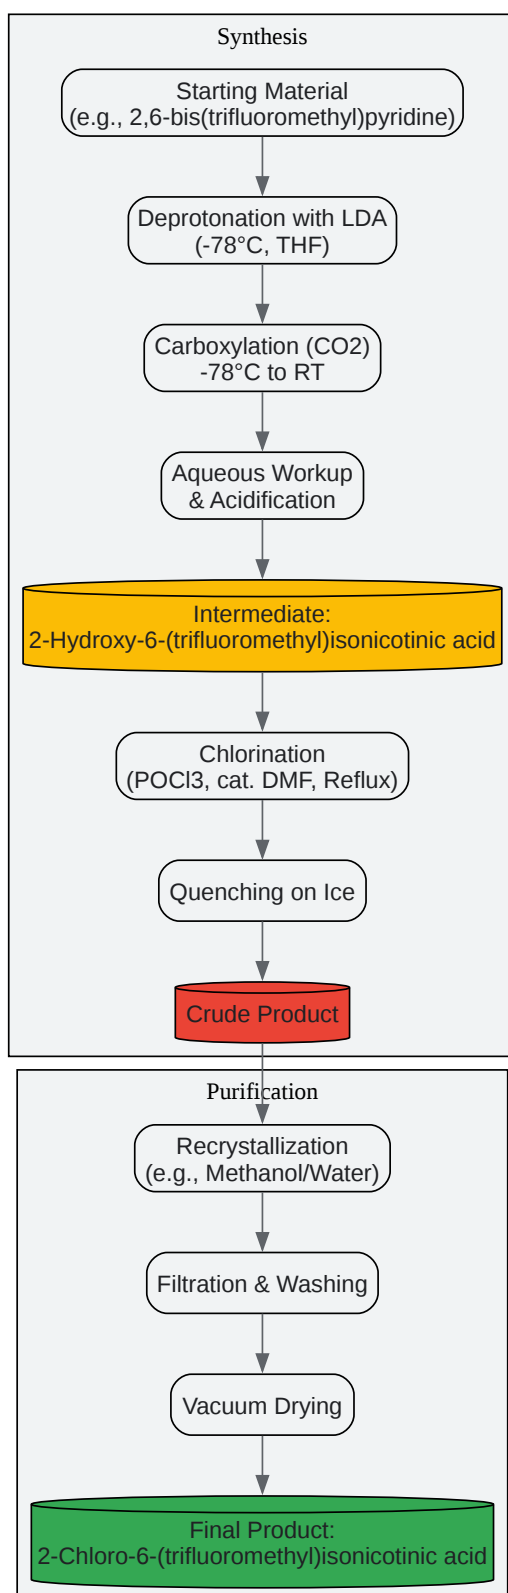 Synthesis
Starting Material
(e.g., 2,6-bis(trifluoromethyl)pyridine)
Deprotonation with LDA
(-78°C, THF)
Carboxylation (CO2)
-78°C to RT
Aqueous Workup
& Acidification
Intermediate:
2-Hydroxy-6-(trifluoromethyl)isonicotinic acid
Chlorination
(POCl3, cat. DMF, Reflux)
Quenching on Ice
Crude Product
Purification
Recrystallization
(e.g., Methanol/Water)
Filtration & Washing
Vacuum Drying
Final Product:
2-Chloro-6-(trifluoromethyl)isonicotinic acid